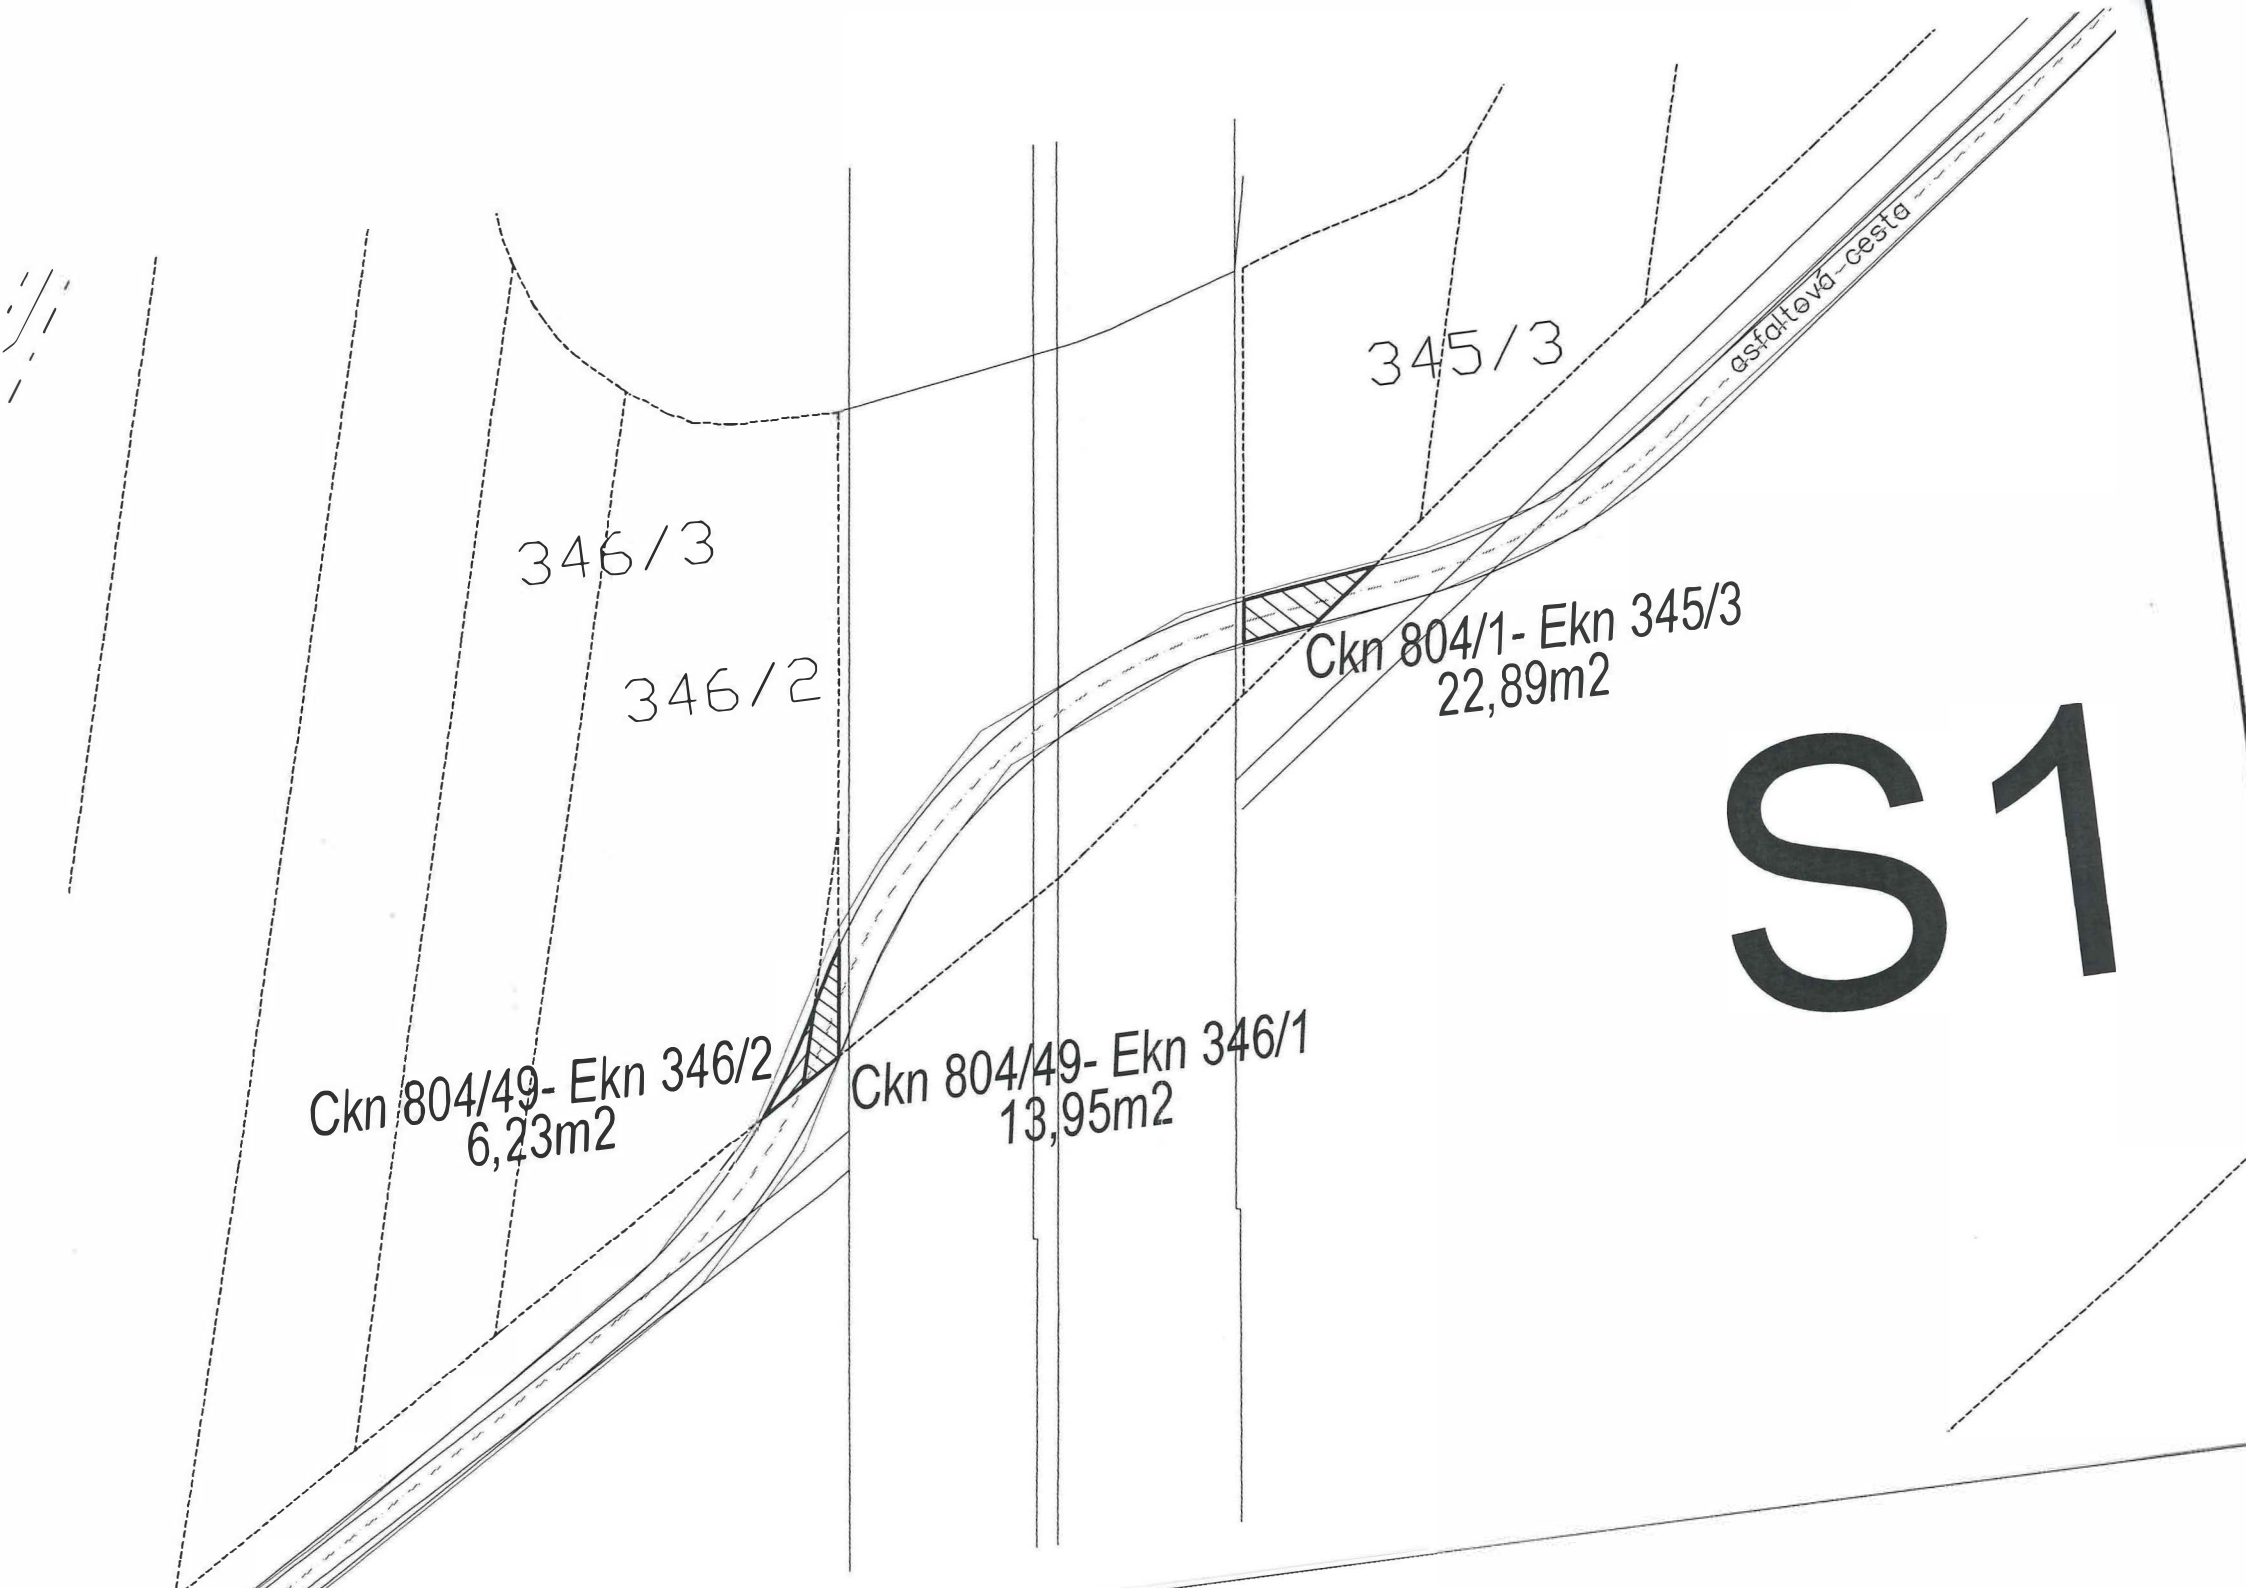 asfaltová cesta
345/3
346/3
346/2
Ckn 804/1- Ekn 345/3
22,89m2
S1
Ckn 804/49- Ekn 346/2
6,23m2
Ckn 804/49- Ekn 346/1
13,95m2